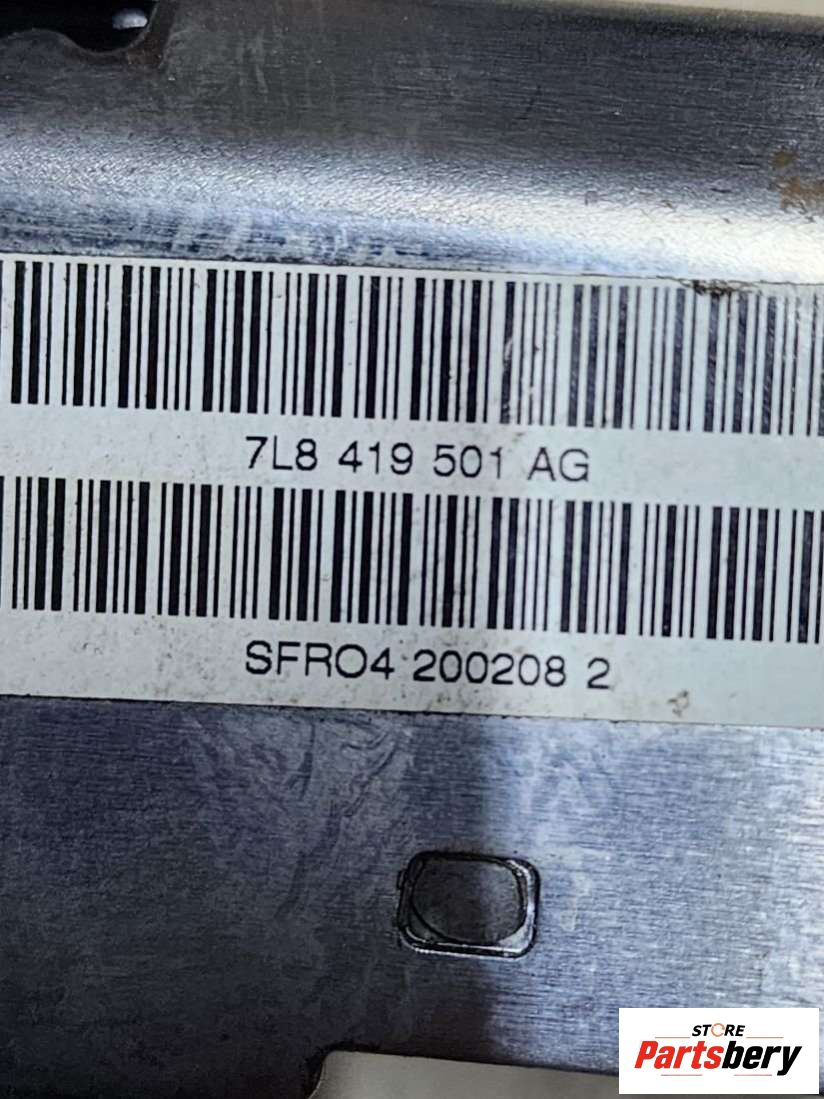 7L8 419 501 AG
SFRO4 200208 2
STORE
Partsbery